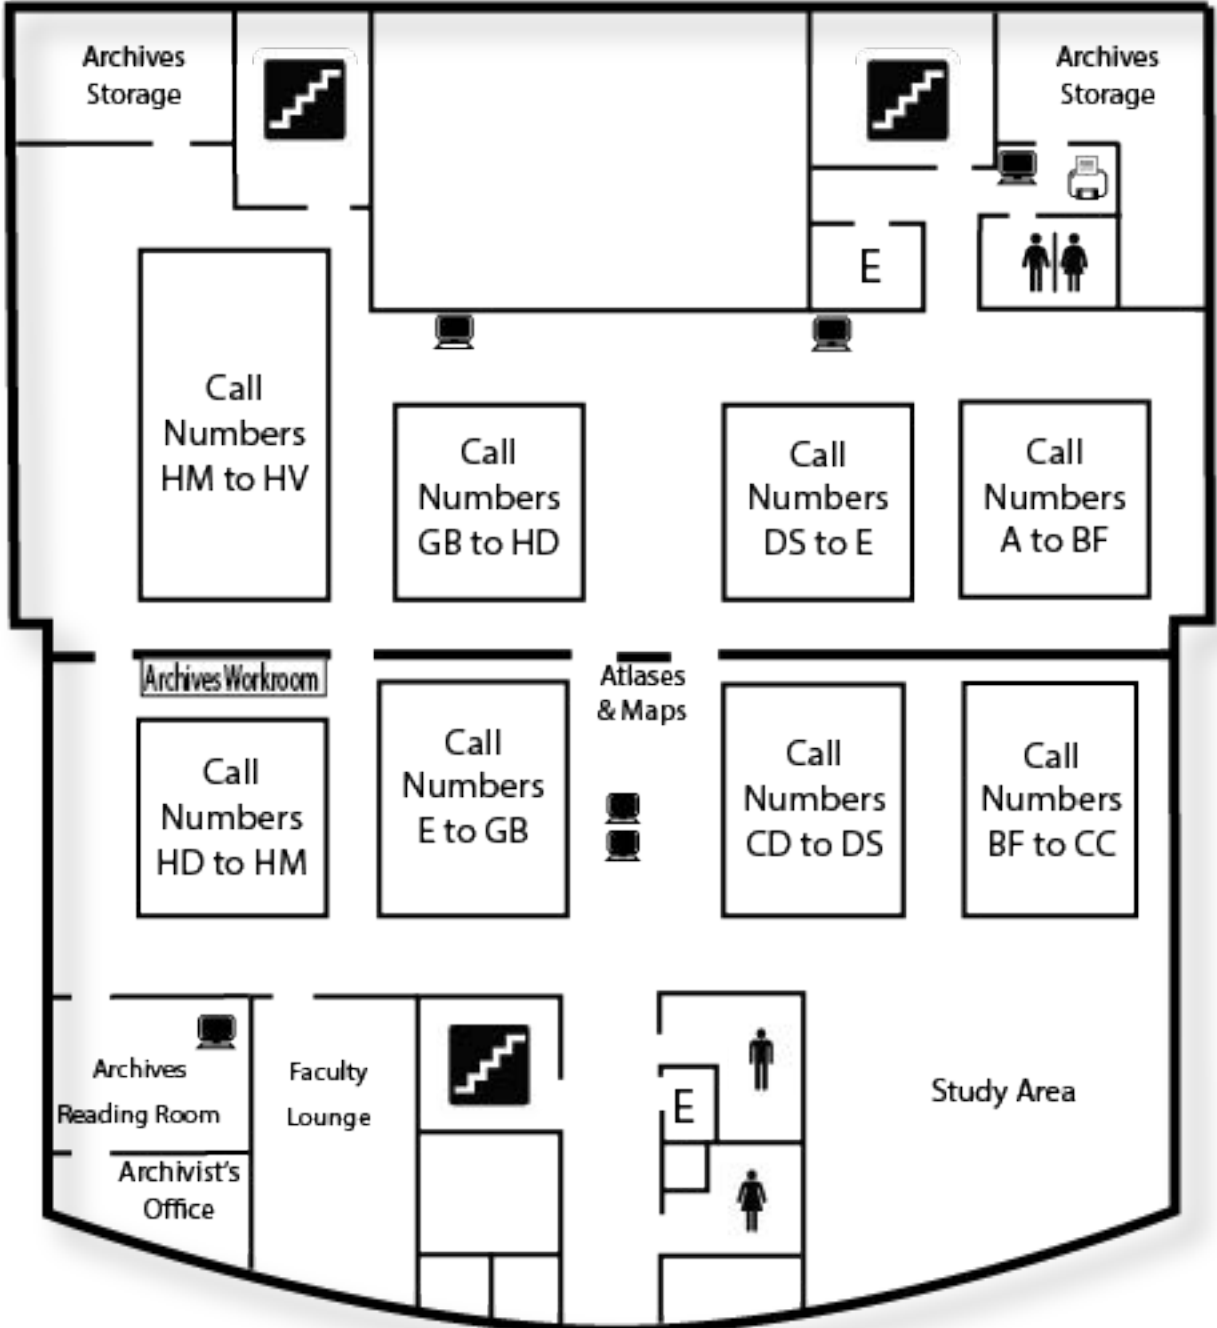 Archives
Storage
Archives
Storage
E
Call
Numbers
HM to HV
Call
Numbers
GB to HD
Call
Numbers
DS to E
Call
Numbers
A to BF
Archives Workroom
Atlases
& Maps
Call
Numbers
HD to HM
Call
Numbers
E to GB
Call
Numbers
CD to DS
Call
Numbers
BF to CC
Archives
Reading Room
Faculty
Lounge
E
Study Area
Archivist's
Office